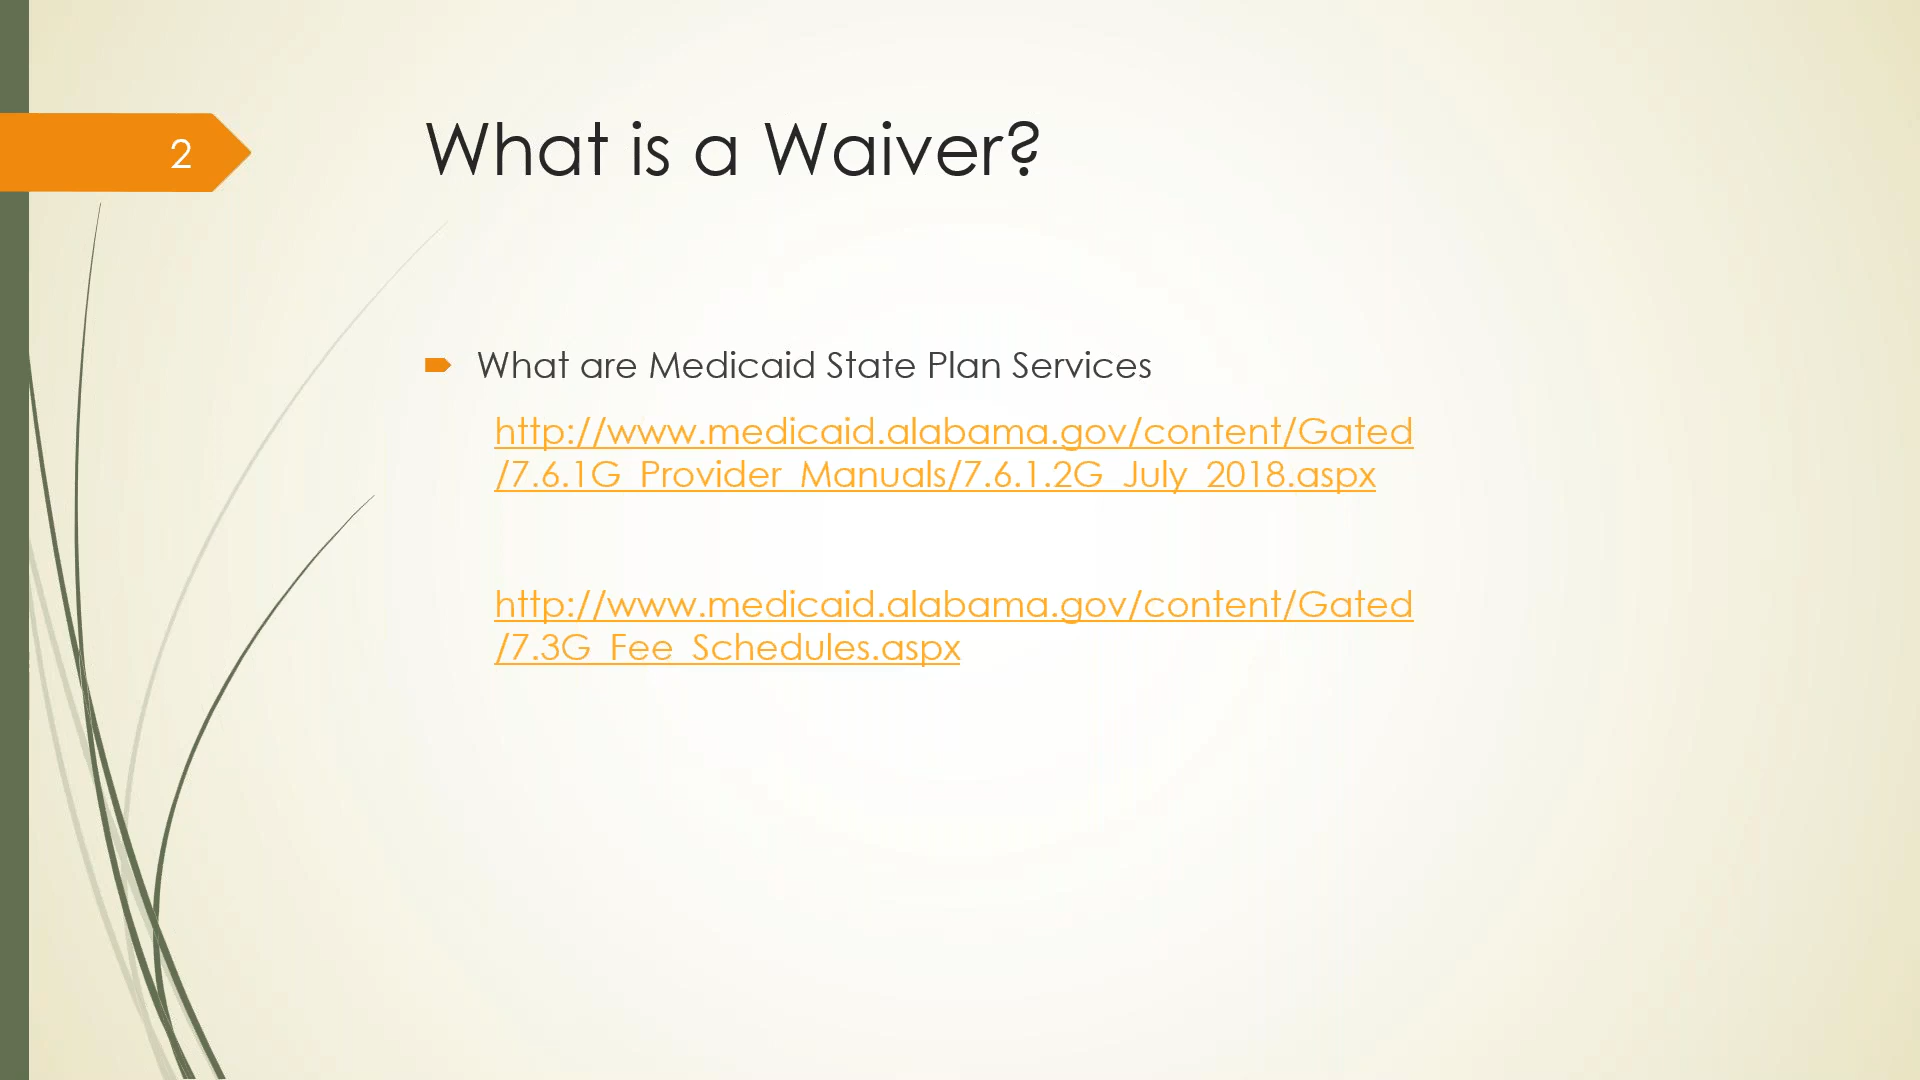 2
What is a Waiver?
What are Medicaid State Plan Services
http://www.medicaid.alabama.gov/content/Gated
/7.6.1G_Provider_Manuals/7.6.1.2G_July_2018.aspx
http://www.medicaid.alabama.gov/content/Gated
/7.3G_Fee_Schedules.aspx